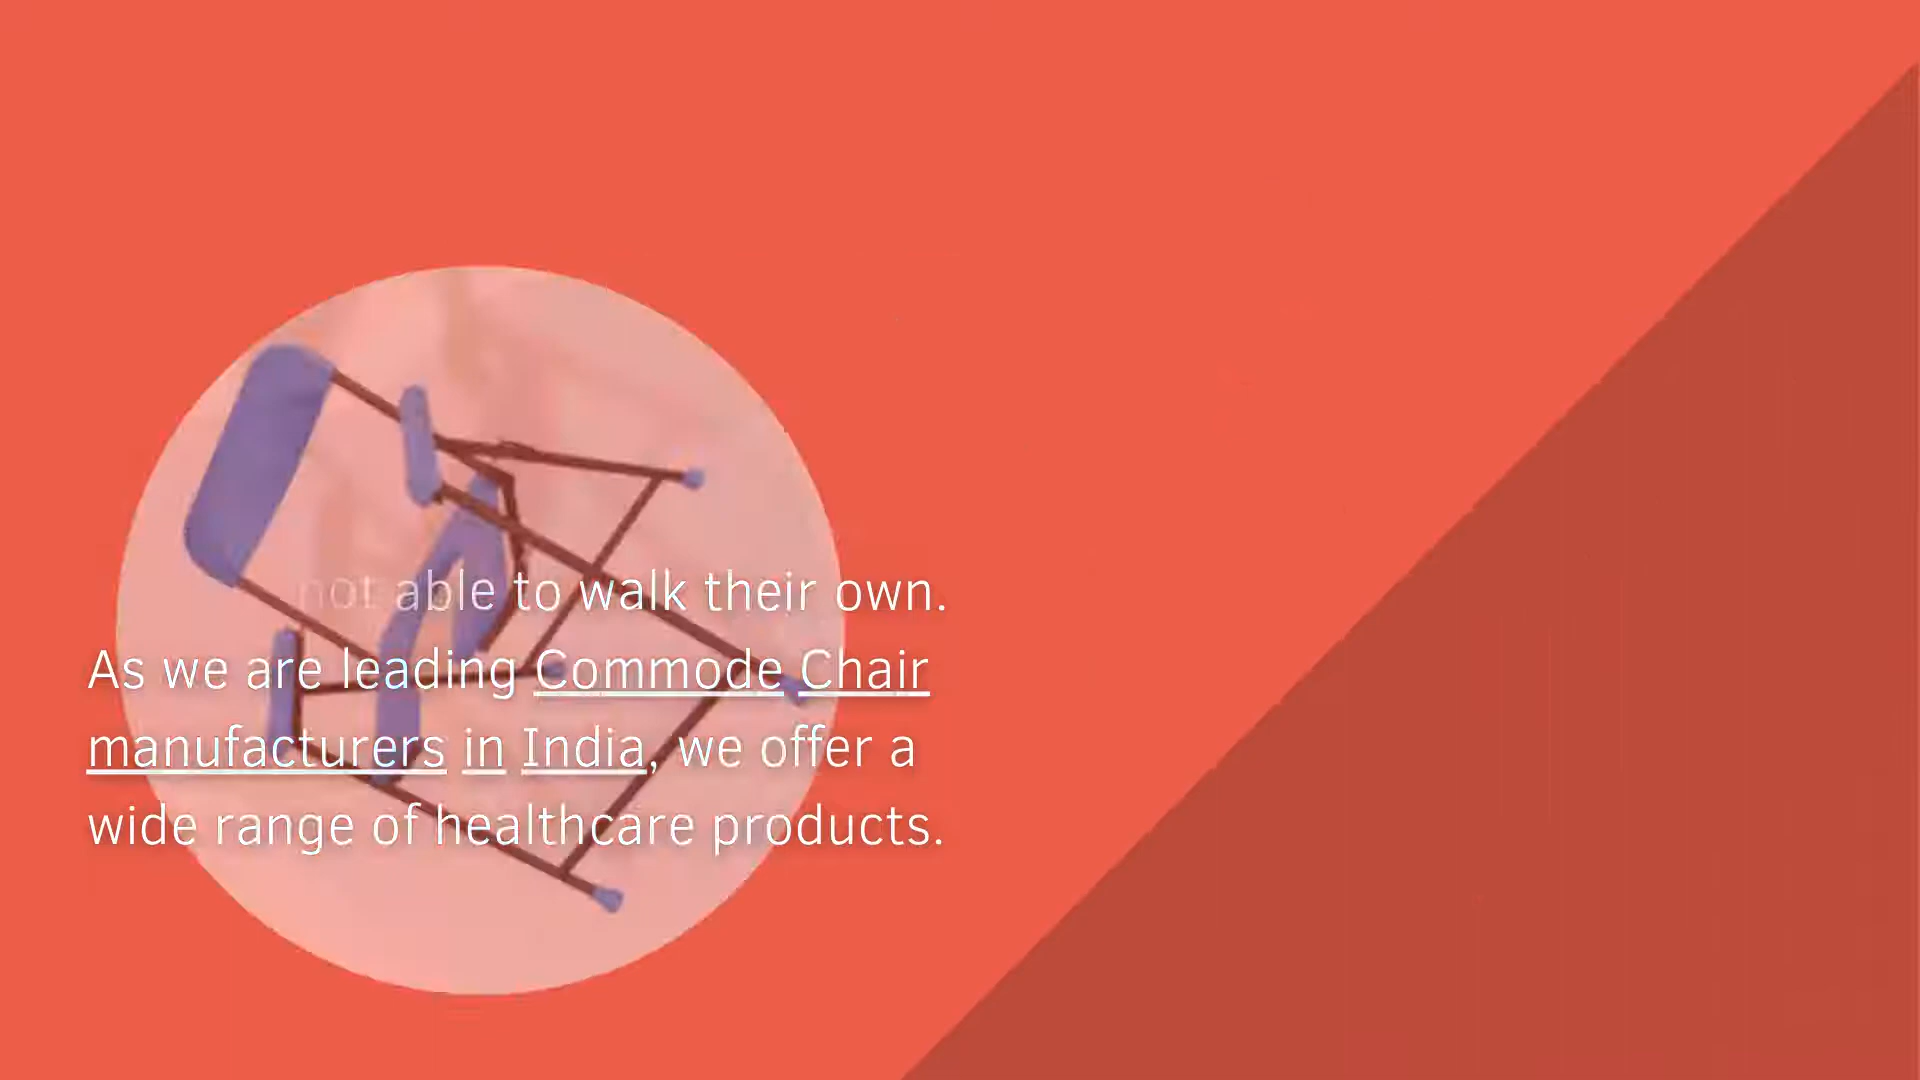 not able to walk their own.
As we are leading Commode Chair
manufacturers in India, we offer a
wide range of healthcare products.